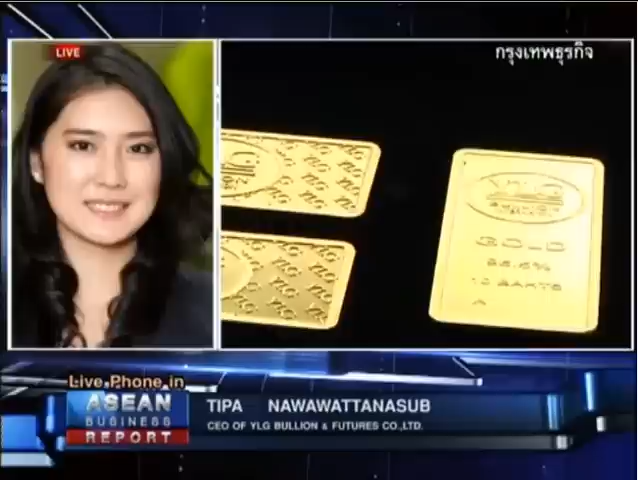 LIVE
กรุงเทพธุรกิจ
YLG
GOLD
96.5%
10 BAHTS
Live Phone in
ASEAN
BUSINESS
REPORT
TIPA NAWAWATTANASUB
CEO OF YLG BULLION & FUTURES CO.,LTD.